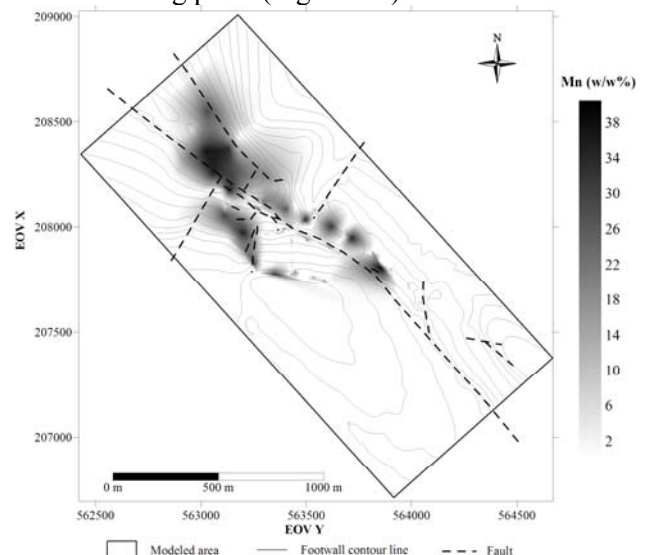 209000
N
Mn (w/w%)
208500
38
34
30
26
22
18
14
10
6
2
EOV X
208000
207500
207000
0 m 500 m 1000 m
562500 563000 563500 564000 564500
EOV Y
Modeled area Footwall contour line Fault